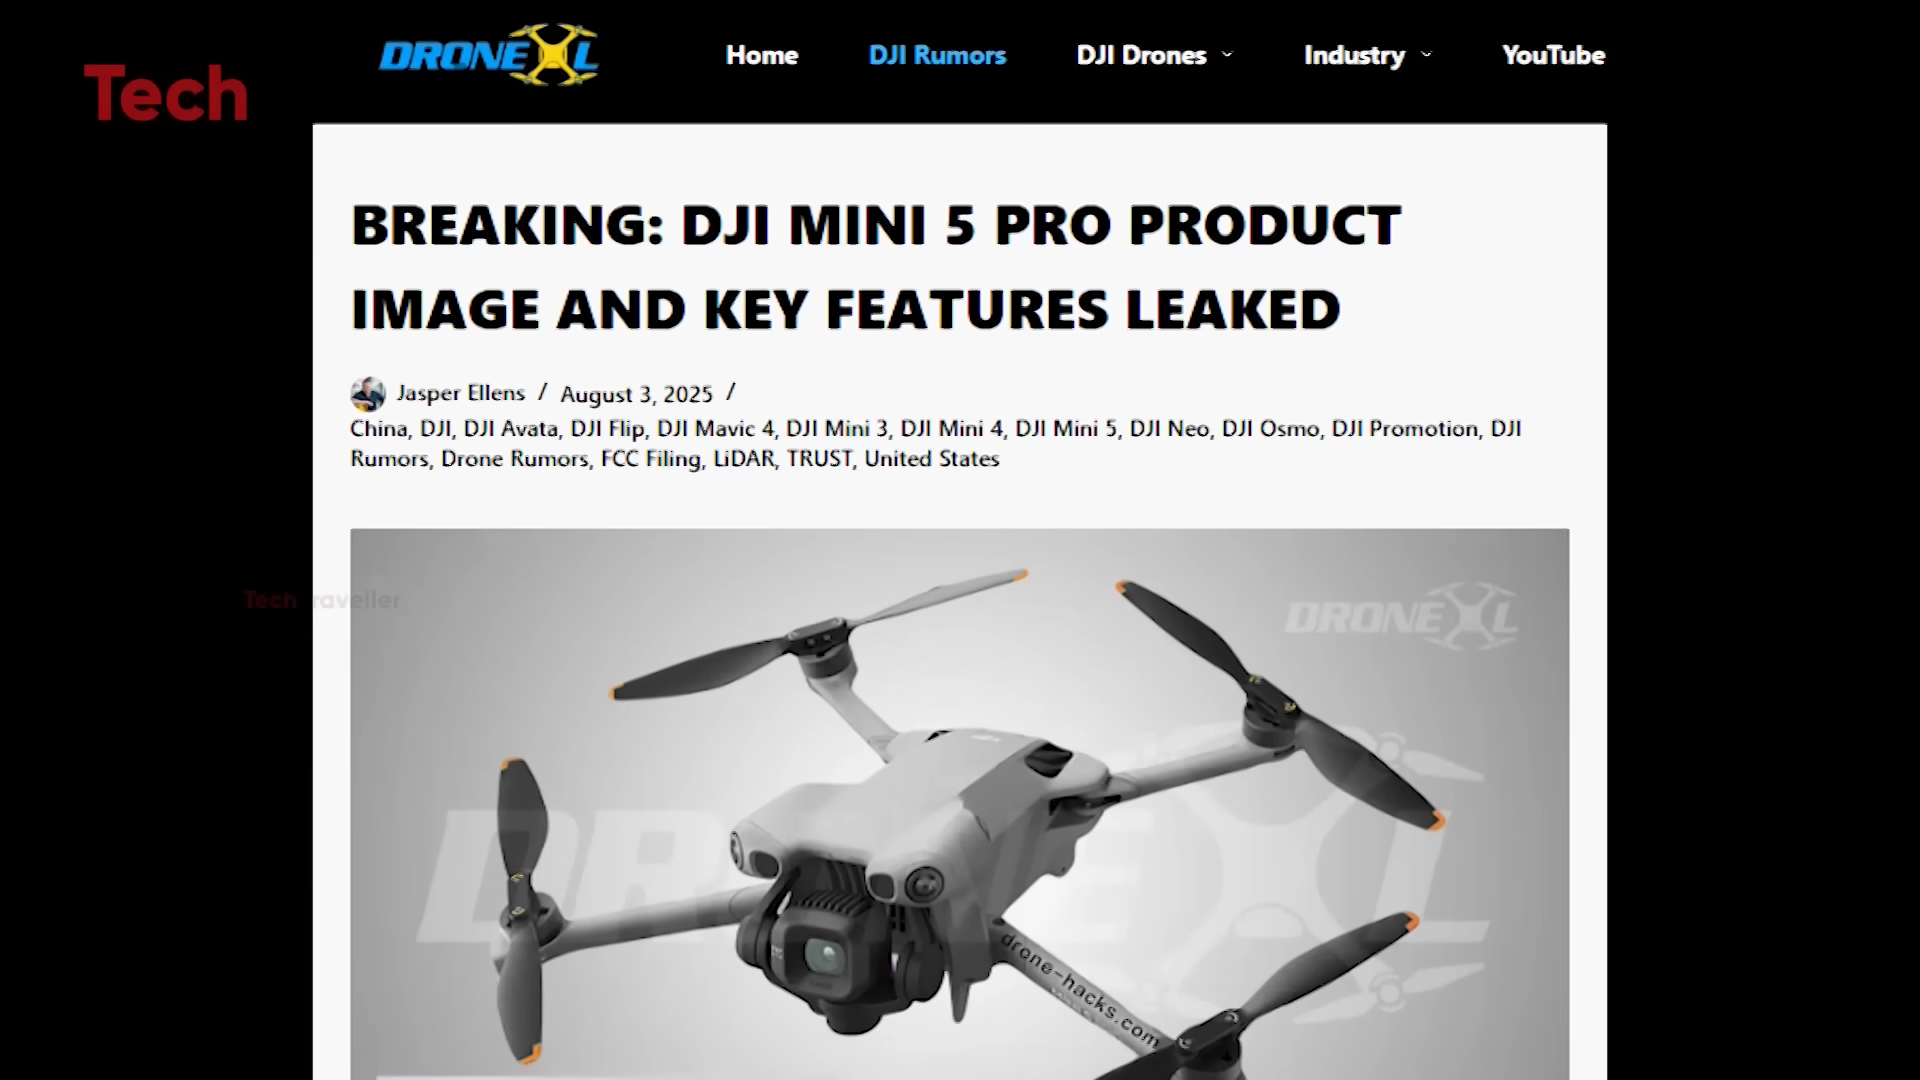 DRONEXL
Home
DJI Rumors
DJI Drones
Industry
YouTube
Tech
BREAKING: DJI MINI 5 PRO PRODUCT
IMAGE AND KEY FEATURES LEAKED
Jasper Ellens / August 3, 2025 /
China, DJI, DJI Avata, DJI Flip, DJI Mavic 4, DJI Mini 3, DJI Mini 4, DJI Mini 5, DJI Neo, DJI Osmo, DJI Promotion, DJI
Rumors, Drone Rumors, FCC Filing, LiDAR, TRUST, United States
Tech raveller
DRONEXL
DRONEXL
drone-hacks.com